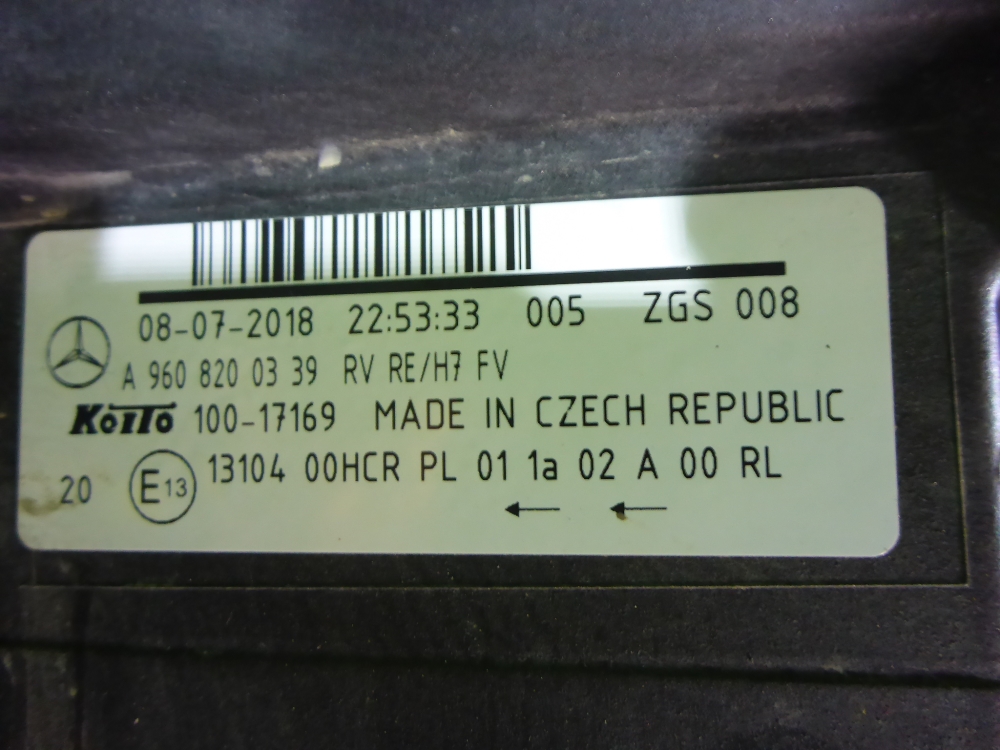 08-07-2018 22:53:33 005 ZGS 008
A 960 820 03 39 RV RE/H7 FV
KOITO 100-17169 MADE IN CZECH REPUBLIC
20 E13 13104 00HCR PL 01 1a 02 A 00 RL